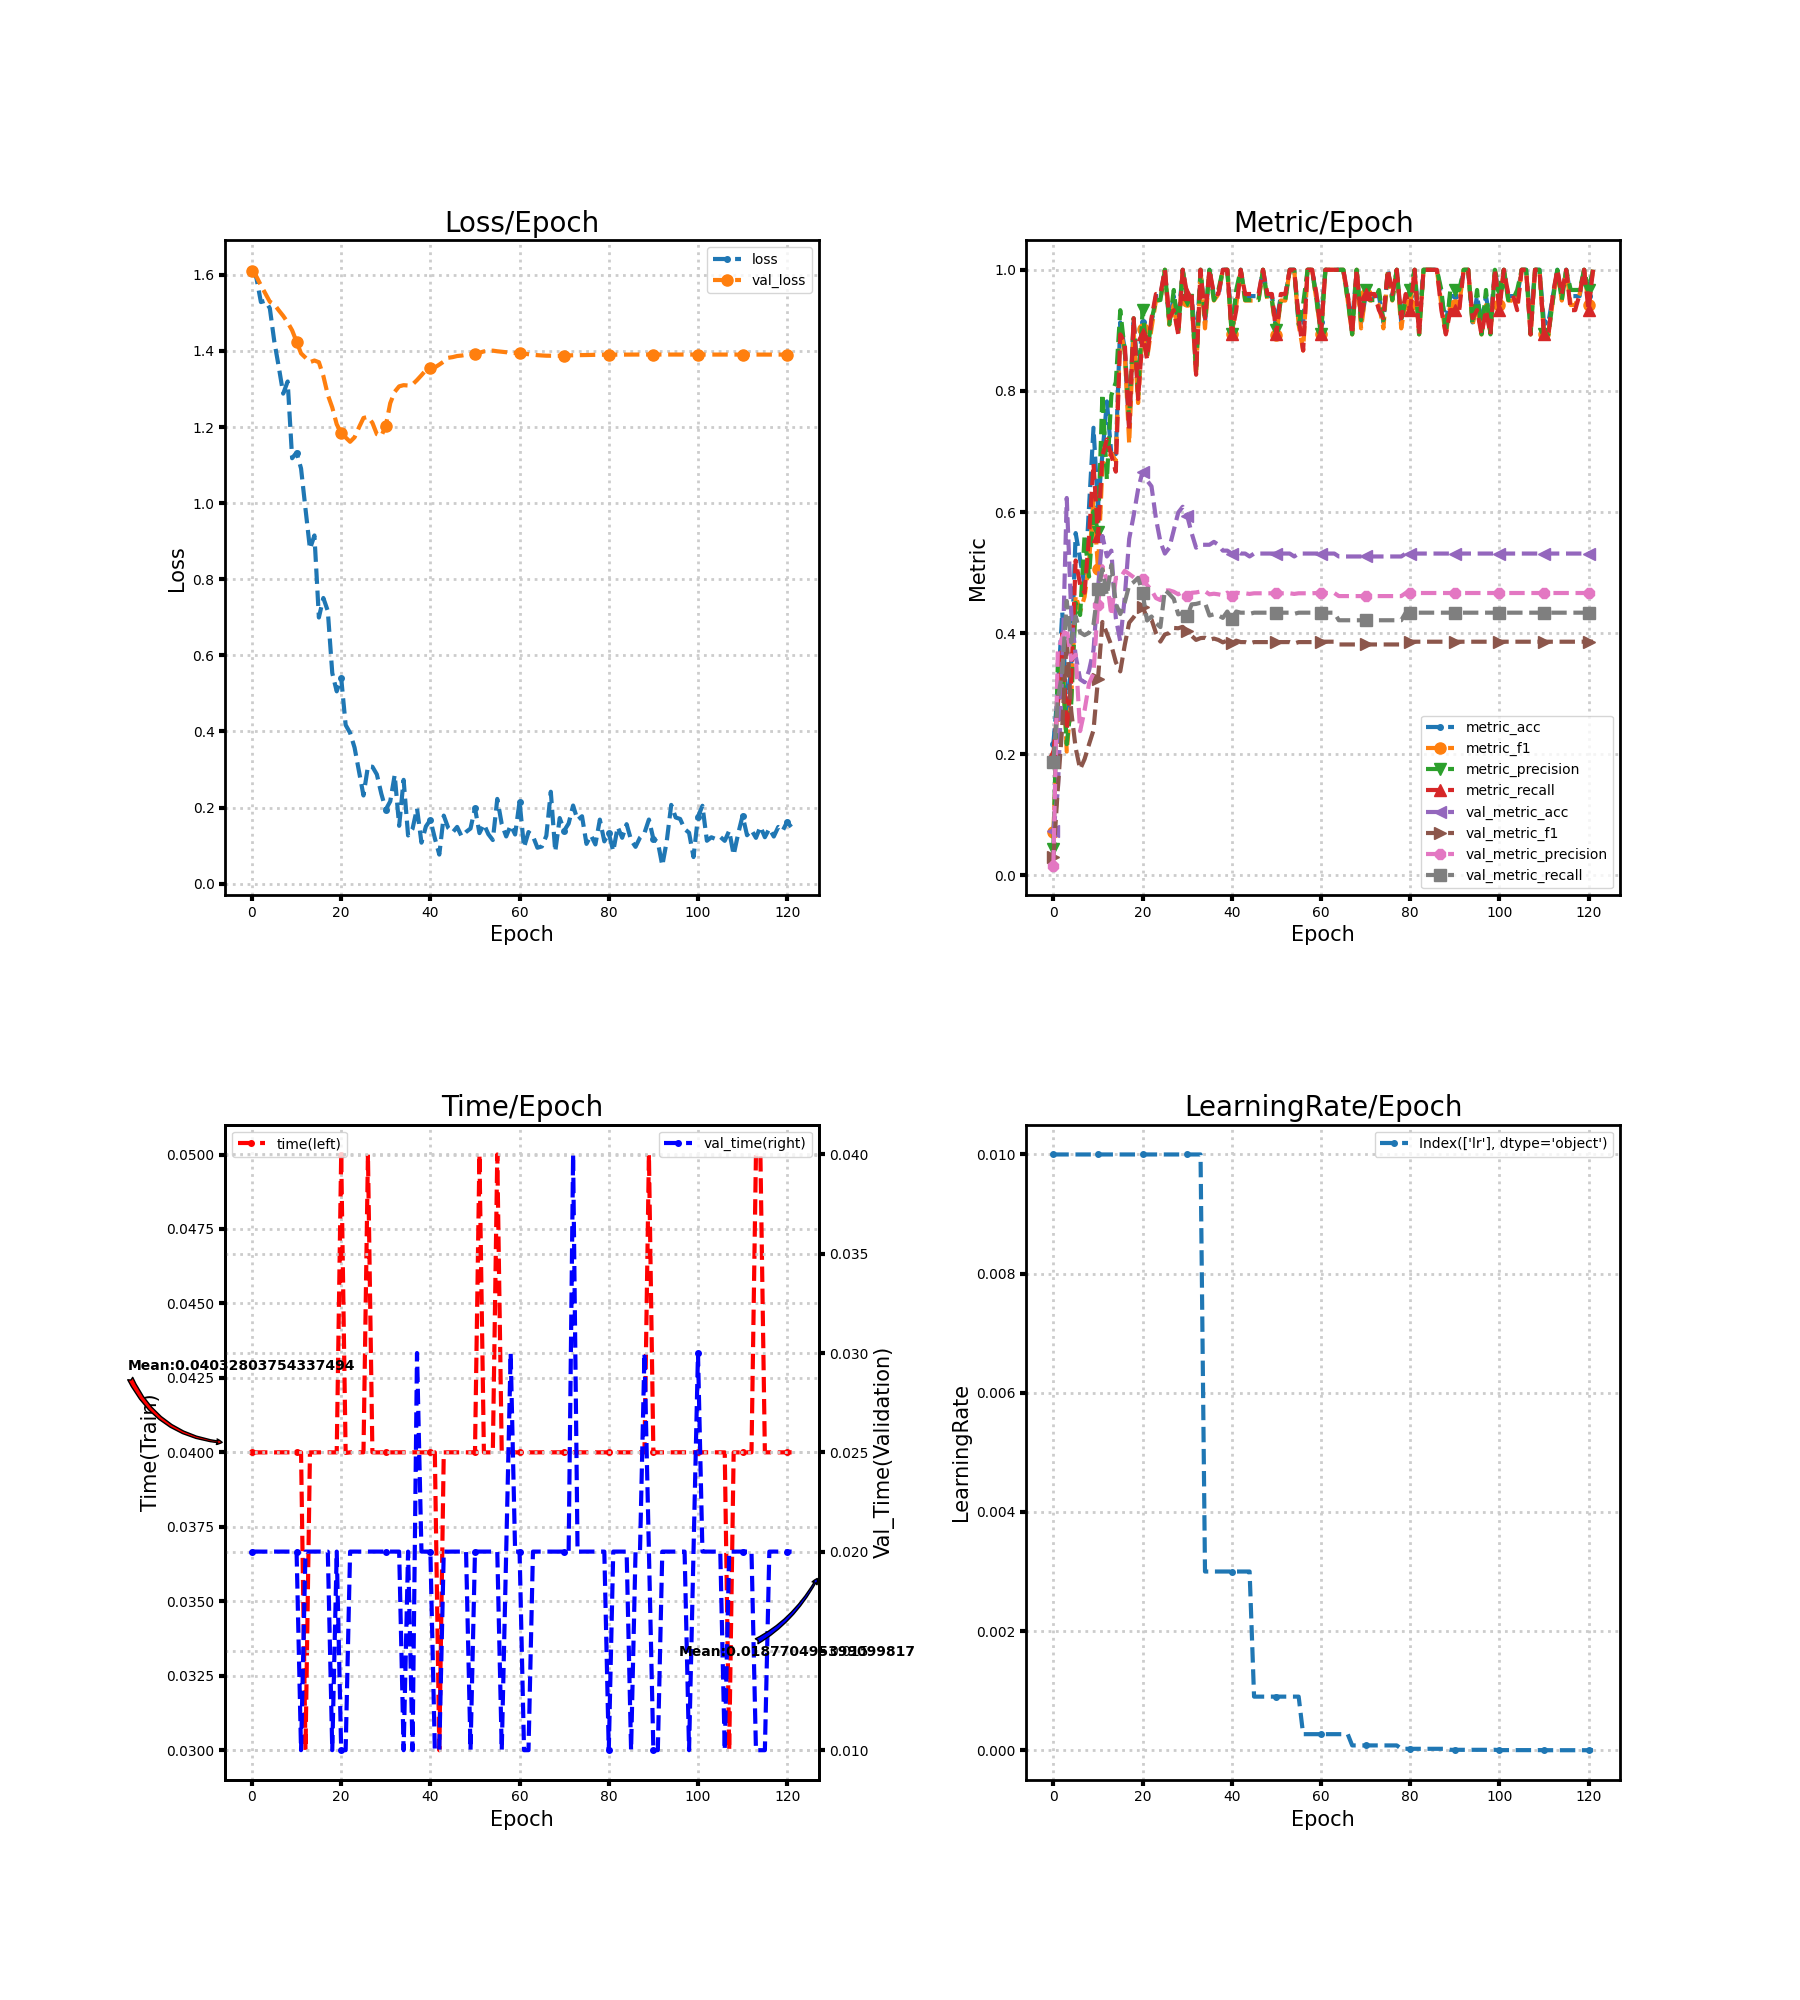 Loss/Epoch
Loss
1.6
1.4
1.2
1.0
0.8
0.6
0.4
0.2
0.0
loss
val_loss
0
20
40
60
80
100
120
Epoch
Metric/Epoch
Metric
1.0
0.8
0.6
0.4
0.2
0.0
metric_acc
metric_f1
metric_precision
metric_recall
val_metric_acc
val_metric_f1
val_metric_precision
val_metric_recall
0
20
40
60
80
100
120
Epoch
Time/Epoch
Time(Train)
0.0500
0.0475
0.0450
0.0425
0.0400
0.0375
0.0350
0.0325
0.0300
time(left)
val_time(right)
Mean:0.04032803754337494
0.040
0.035
0.030
0.025
0.020
0.010
Val_Time(Validation)
0
20
40
60
80
100
120
Epoch
LearningRate/Epoch
LearningRate
0.010
0.008
0.006
0.004
0.002
0.000
Index(['lr'], dtype='object')
0
20
40
60
80
100
120
Epoch